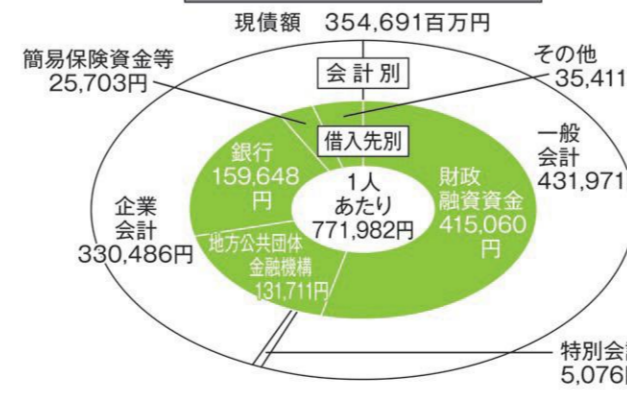 現債額 354,691百万円
簡易保険資金等
25,703円
会計別
その他
35,411
借入先別
銀行
159,648
円
1人
あたり
771,982円
財政
融資資金
415,060
円
一般
会計
431,971
企業
会計
330,486円
地方公共団体
金融機構
131,711円
特別会
5,076